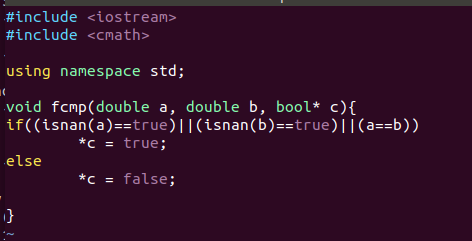 #include <iostream>
#include <cmath>
using namespace std;
void fcmp(double a, double b, bool* c){
if((isnan(a)==true)||(isnan(b)==true)||(a==b))
        *c = true;
else
        *c = false;
}
~